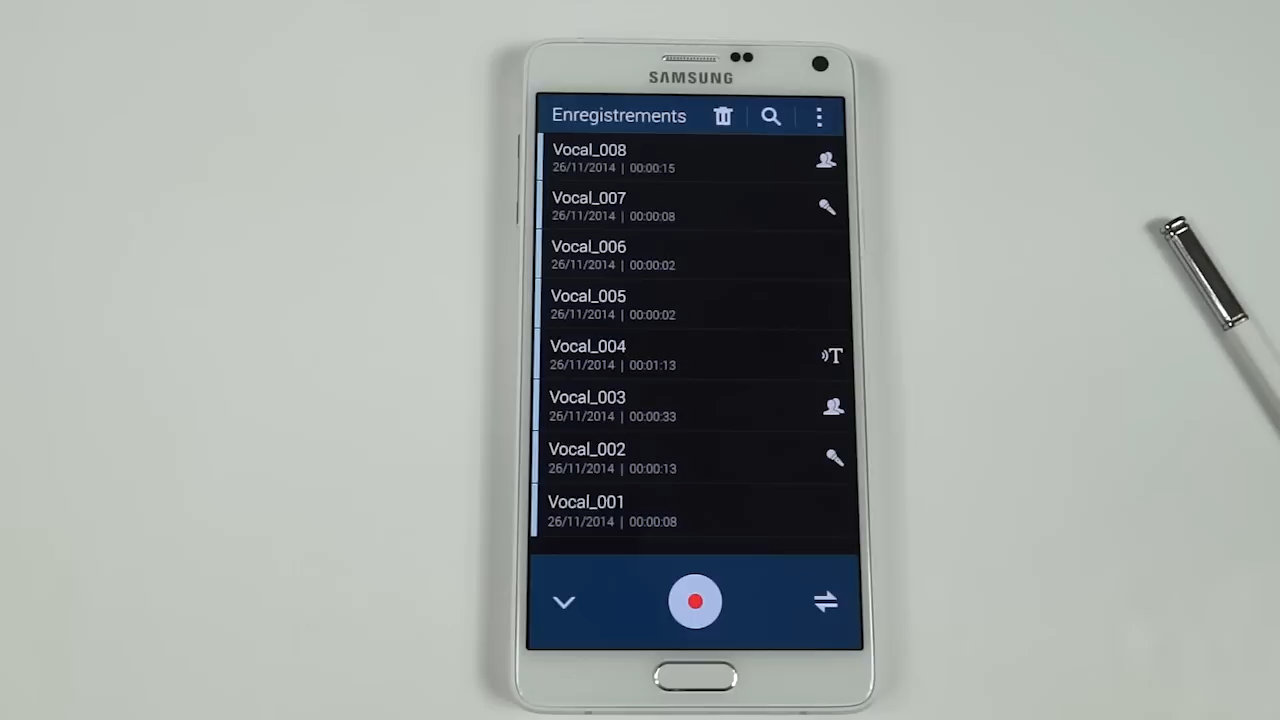 SAMSUNG
Enregistrements
Vocal_008
26/11/2014 | 00:00:15
Vocal_007
26/11/2014 | 00:00:08
Vocal_006
26/11/2014 | 00:00:02
Vocal_005
26/11/2014 | 00:00:02
Vocal_004
26/11/2014 | 00:01:13
T
Vocal_003
26/11/2014 | 00:00:33
Vocal_002
26/11/2014 | 00:00:13
Vocal_001
26/11/2014 | 00:00:08